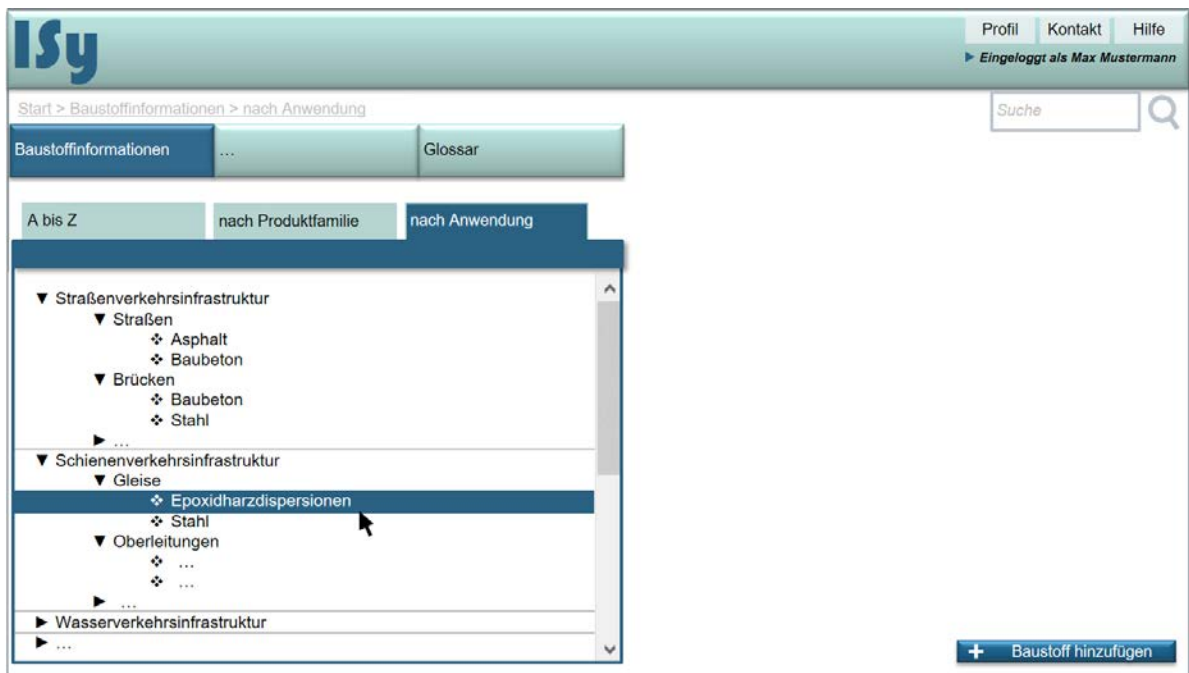 ISy
Profil Kontakt Hilfe
Eingeloggt als Max Mustermann
Start > Baustoffinformationen > nach Anwendung
Suche
Baustoffinformationen ... Glossar
A bis Z nach Produktfamilie nach Anwendung
▼ Straßenverkehrsinfrastruktur
▼ Straßen
❖ Asphalt
❖ Baubeton
▼ Brücken
❖ Baubeton
❖ Stahl
► ...
▼ Schienenverkehrsinfrastruktur
▼ Gleise
❖ Epoxidharzdispersionen
❖ Stahl
▼ Oberleitungen
❖ ...
❖ ...
► ...
► Wasserverkehrsinfrastruktur
► ...
+ Baustoff hinzufügen